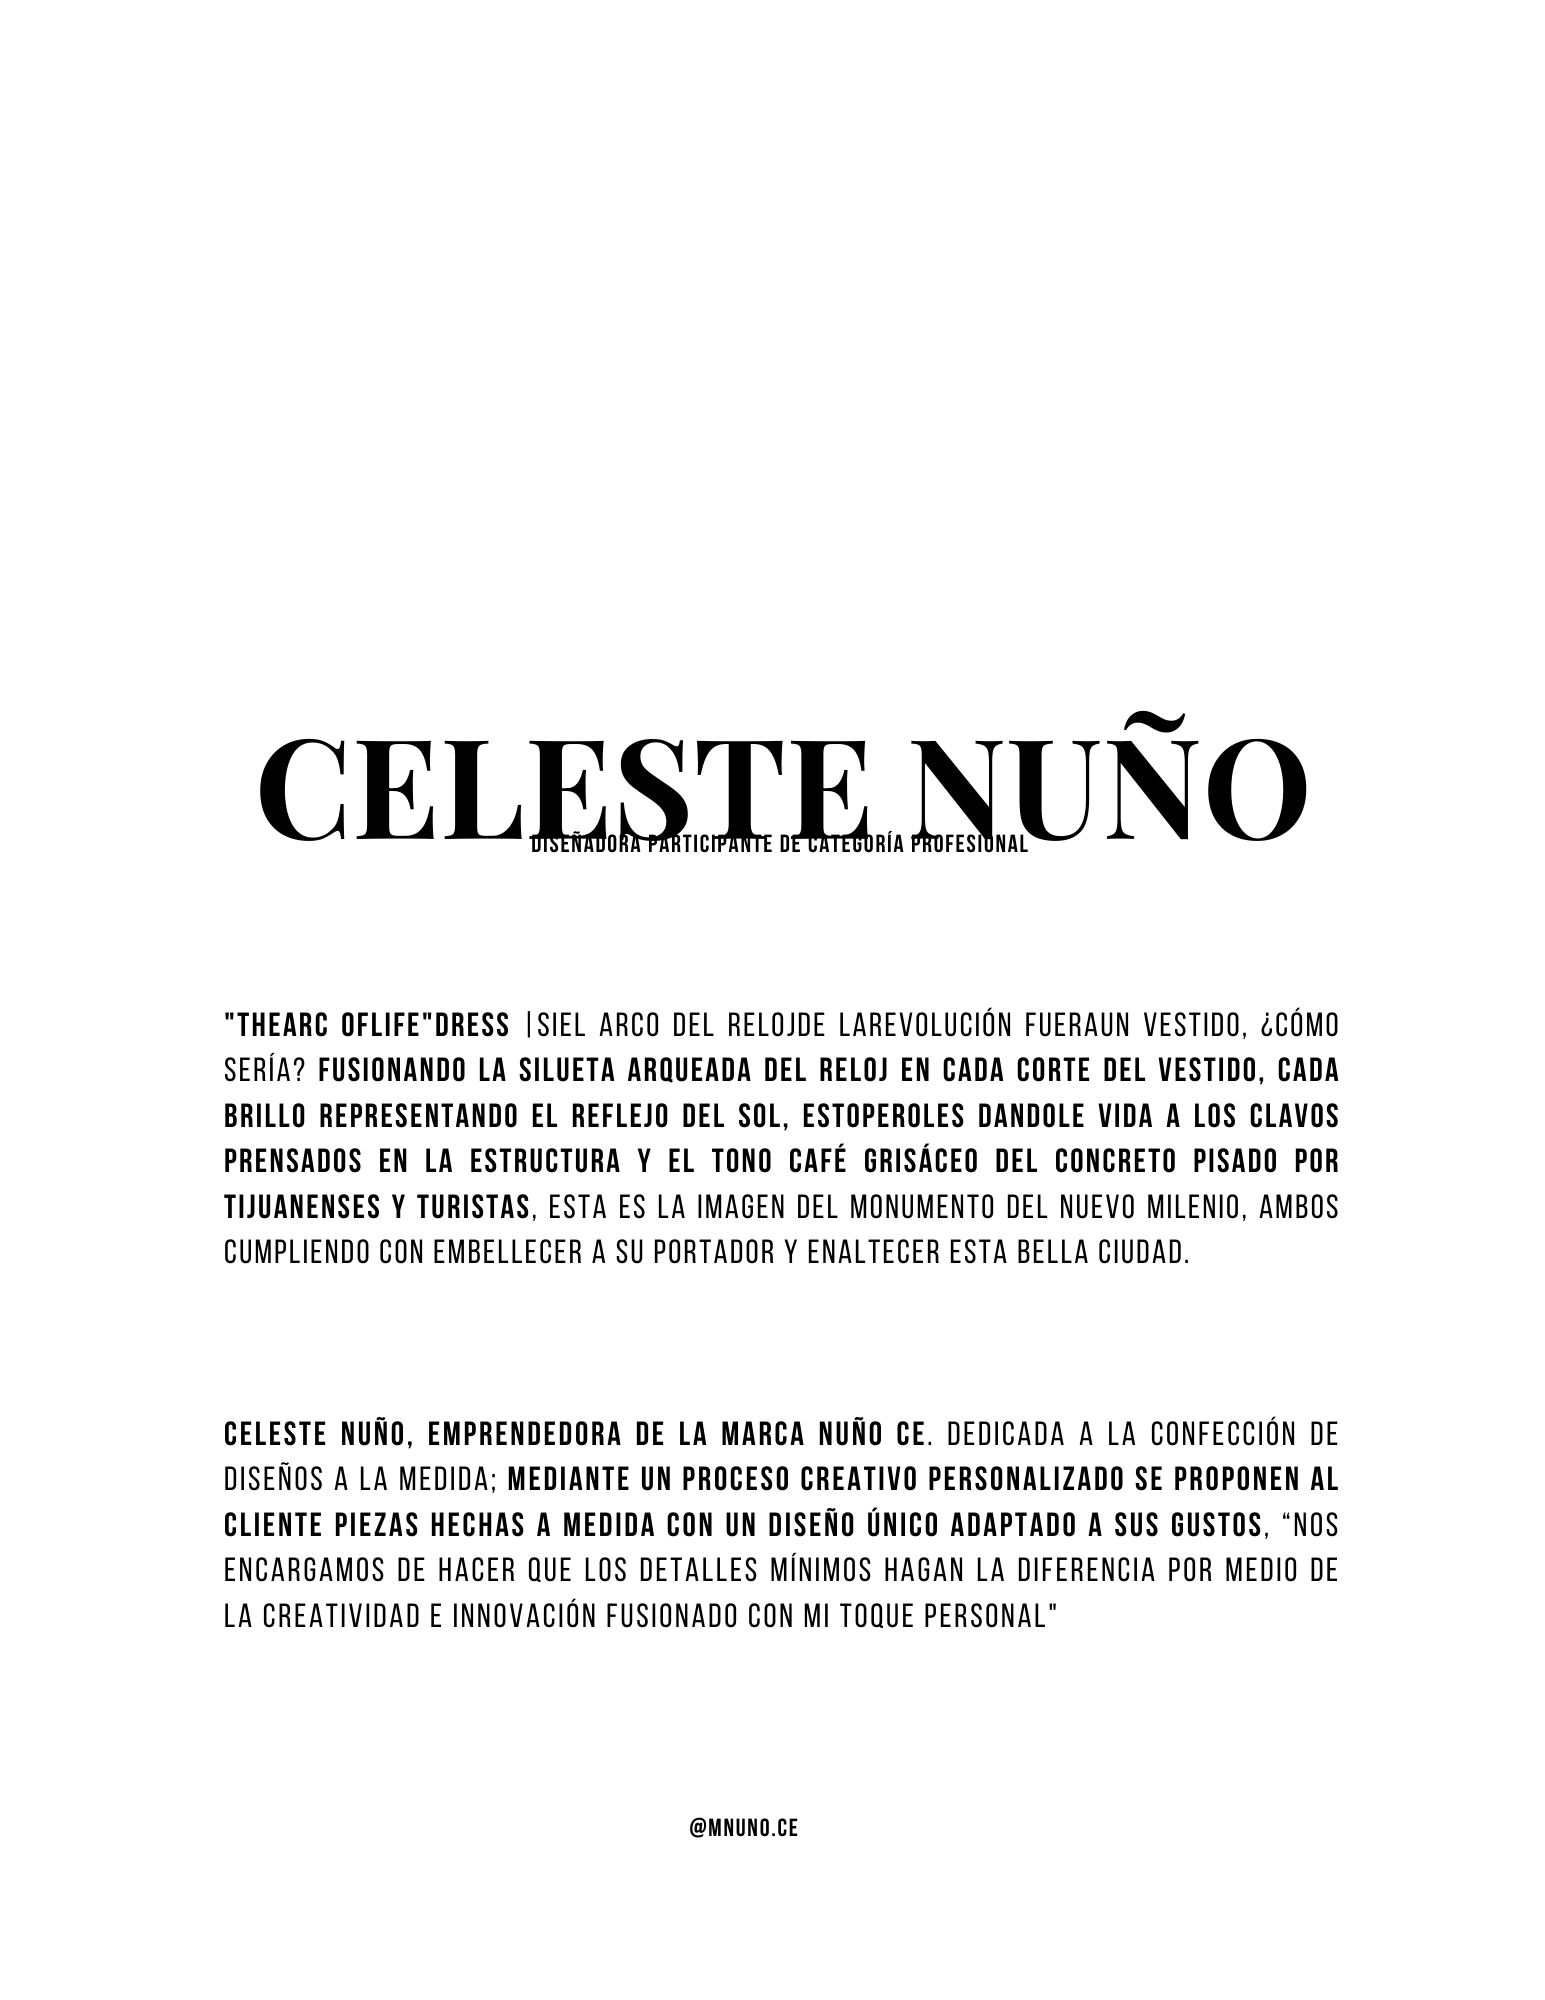 CELESTE NUÑO
DISEÑADORA PARTICIPANTE DE CATEGORÍA PROFESIONAL
"THEARC OFLIFE"DRESS |SIEL ARCO DEL RELOJDE LAREVOLUCIÓN FUERAUN VESTIDO, ¿CÓMO
SERÍA? FUSIONANDO LA SILUETA ARQUEADA DEL RELOJ EN CADA CORTE DEL VESTIDO, CADA
BRILLO REPRESENTANDO EL REFLEJO DEL SOL, ESTOPEROLES DANDOLE VIDA A LOS CLAVOS
PRENSADOS EN LA ESTRUCTURA Y EL TONO CAFÉ GRISÁCEO DEL CONCRETO PISADO POR
TIJUANENSES Y TURISTAS, ESTA ES LA IMAGEN DEL MONUMENTO DEL NUEVO MILENIO, AMBOS
CUMPLIENDO CON EMBELLECER A SU PORTADOR Y ENALTECER ESTA BELLA CIUDAD.
CELESTE NUÑO, EMPRENDEDORA DE LA MARCA NUÑO CE. DEDICADA A LA CONFECCIÓN DE
DISEÑOS A LA MEDIDA; MEDIANTE UN PROCESO CREATIVO PERSONALIZADO SE PROPONEN AL
CLIENTE PIEZAS HECHAS A MEDIDA CON UN DISEÑO ÚNICO ADAPTADO A SUS GUSTOS, “NOS
ENCARGAMOS DE HACER QUE LOS DETALLES MÍNIMOS HAGAN LA DIFERENCIA POR MEDIO DE
LA CREATIVIDAD E INNOVACIÓN FUSIONADO CON MI TOQUE PERSONAL"
@MNUNO.CE